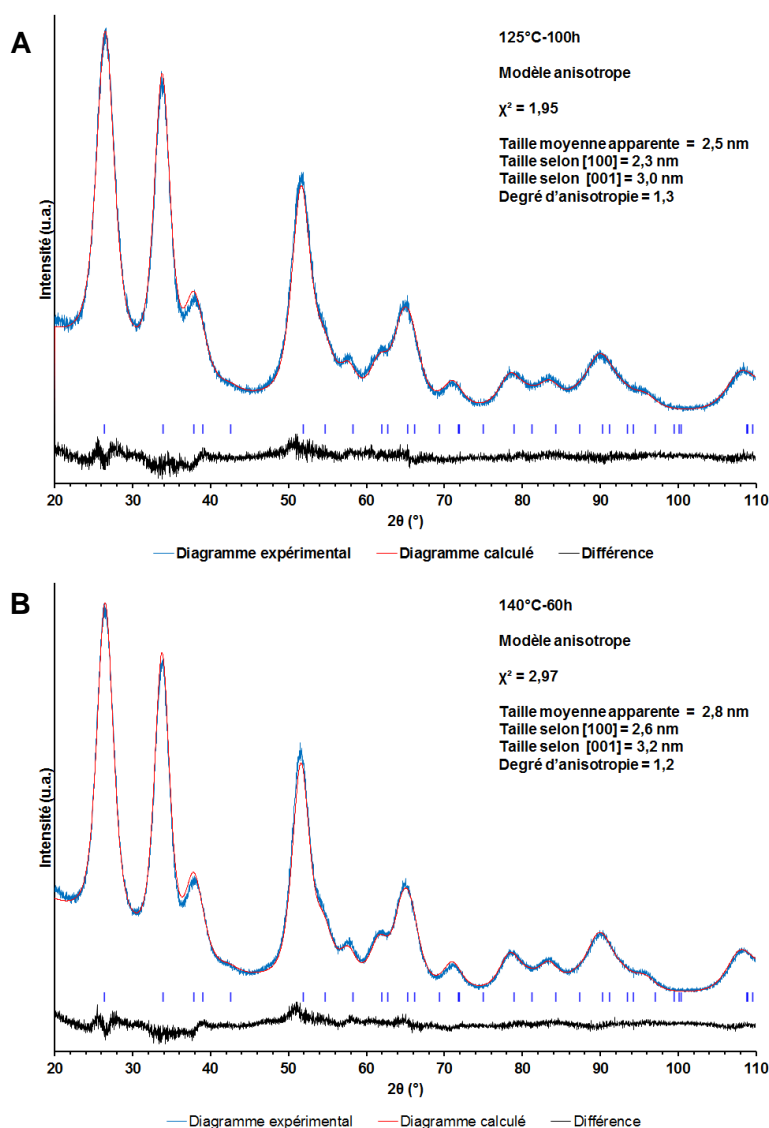 A
125°C-100h
Modèle anisotrope
χ² = 1,95
Taille moyenne apparente = 2,5 nm
Taille selon [100] = 2,3 nm
Taille selon [001] = 3,0 nm
Degré d'anisotropie = 1,3
Intensité (u.a.)
20 30 40 50 60 70 80 90 100 110
2θ (°)
Diagramme expérimental Diagramme calculé Différence
B
140°C-60h
Modèle anisotrope
χ² = 2,97
Taille moyenne apparente = 2,8 nm
Taille selon [100] = 2,6 nm
Taille selon [001] = 3,2 nm
Degré d'anisotropie = 1,2
Intensité (u.a.)
20 30 40 50 60 70 80 90 100 110
2θ (°)
Diagramme expérimental Diagramme calculé Différence